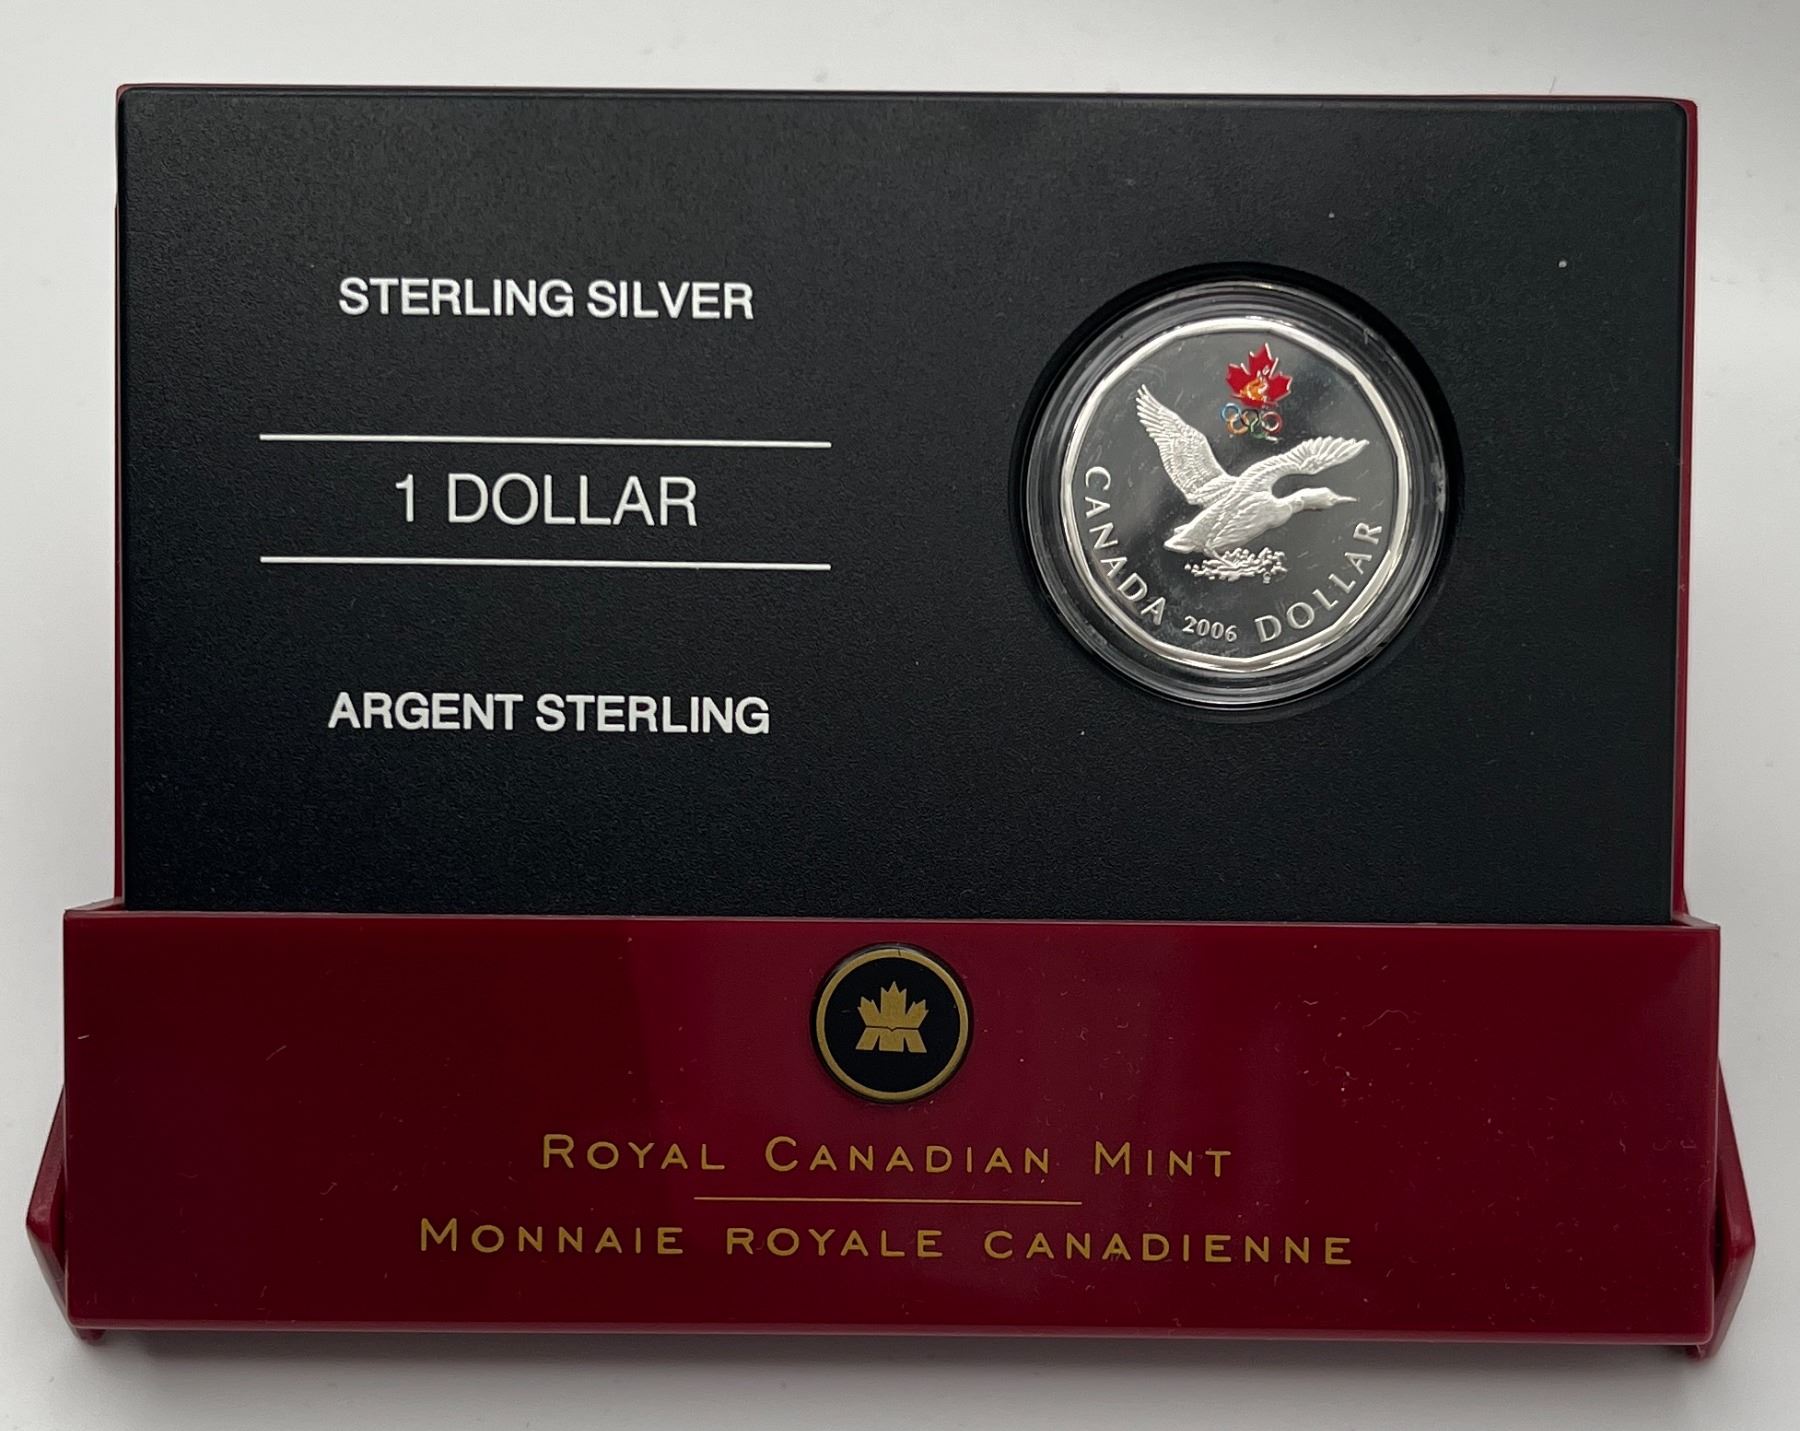 STERLING SILVER
1 DOLLAR
ARGENT STERLING
CANADA 2006 DOLLAR
ROYAL CANADIAN MINT
MONNAIE ROYALE CANADIENNE